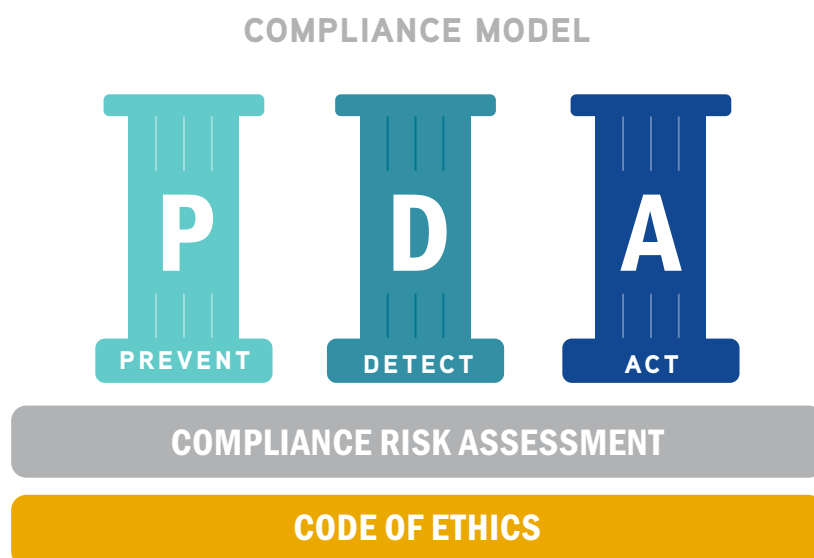 COMPLIANCE MODEL
P D A
PREVENT DETECT ACT
COMPLIANCE RISK ASSESSMENT
CODE OF ETHICS